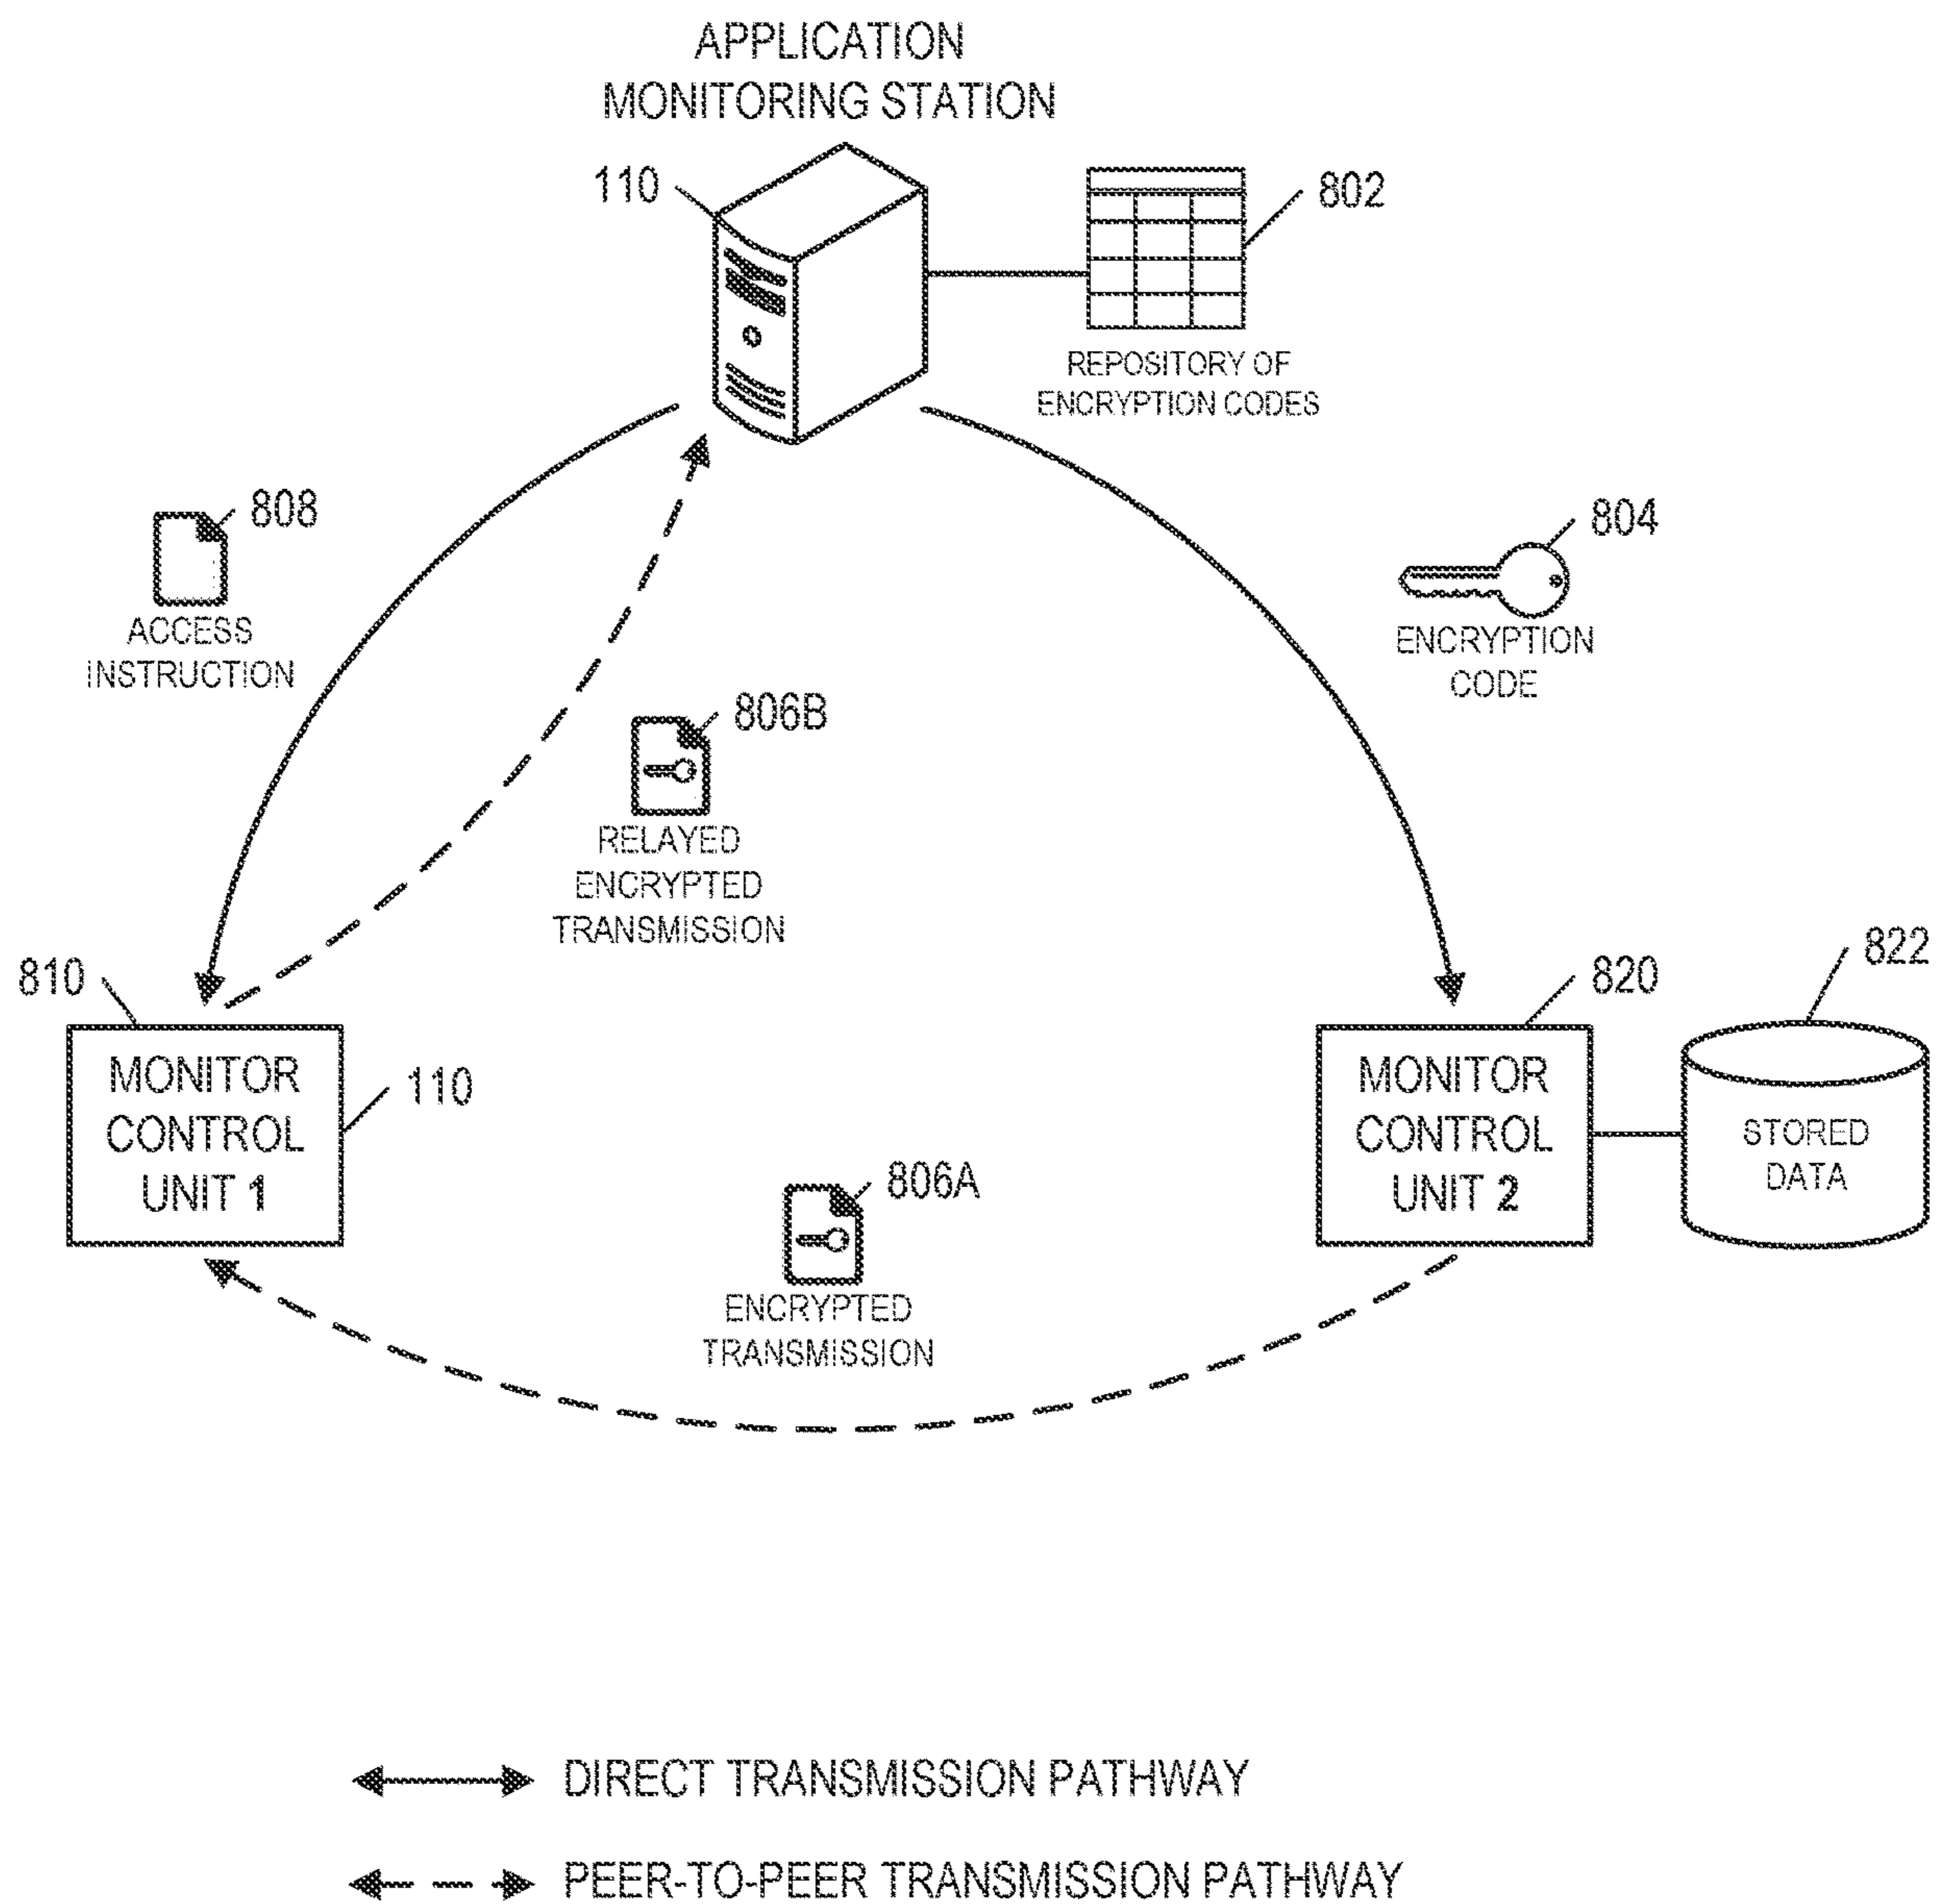 APPLICATION
MONITORING STATION
110
802
REPOSITORY OF
ENCRYPTION CODES
808
ACCESS
INSTRUCTION
804
ENCRYPTION
CODE
806B
RELAYED
ENCRYPTED
TRANSMISSION
810
MONITOR
CONTROL
UNIT 1
110
820
MONITOR
CONTROL
UNIT 2
822
STORED
DATA
806A
ENCRYPTED
TRANSMISSION
DIRECT TRANSMISSION PATHWAY
PEER-TO-PEER TRANSMISSION PATHWAY